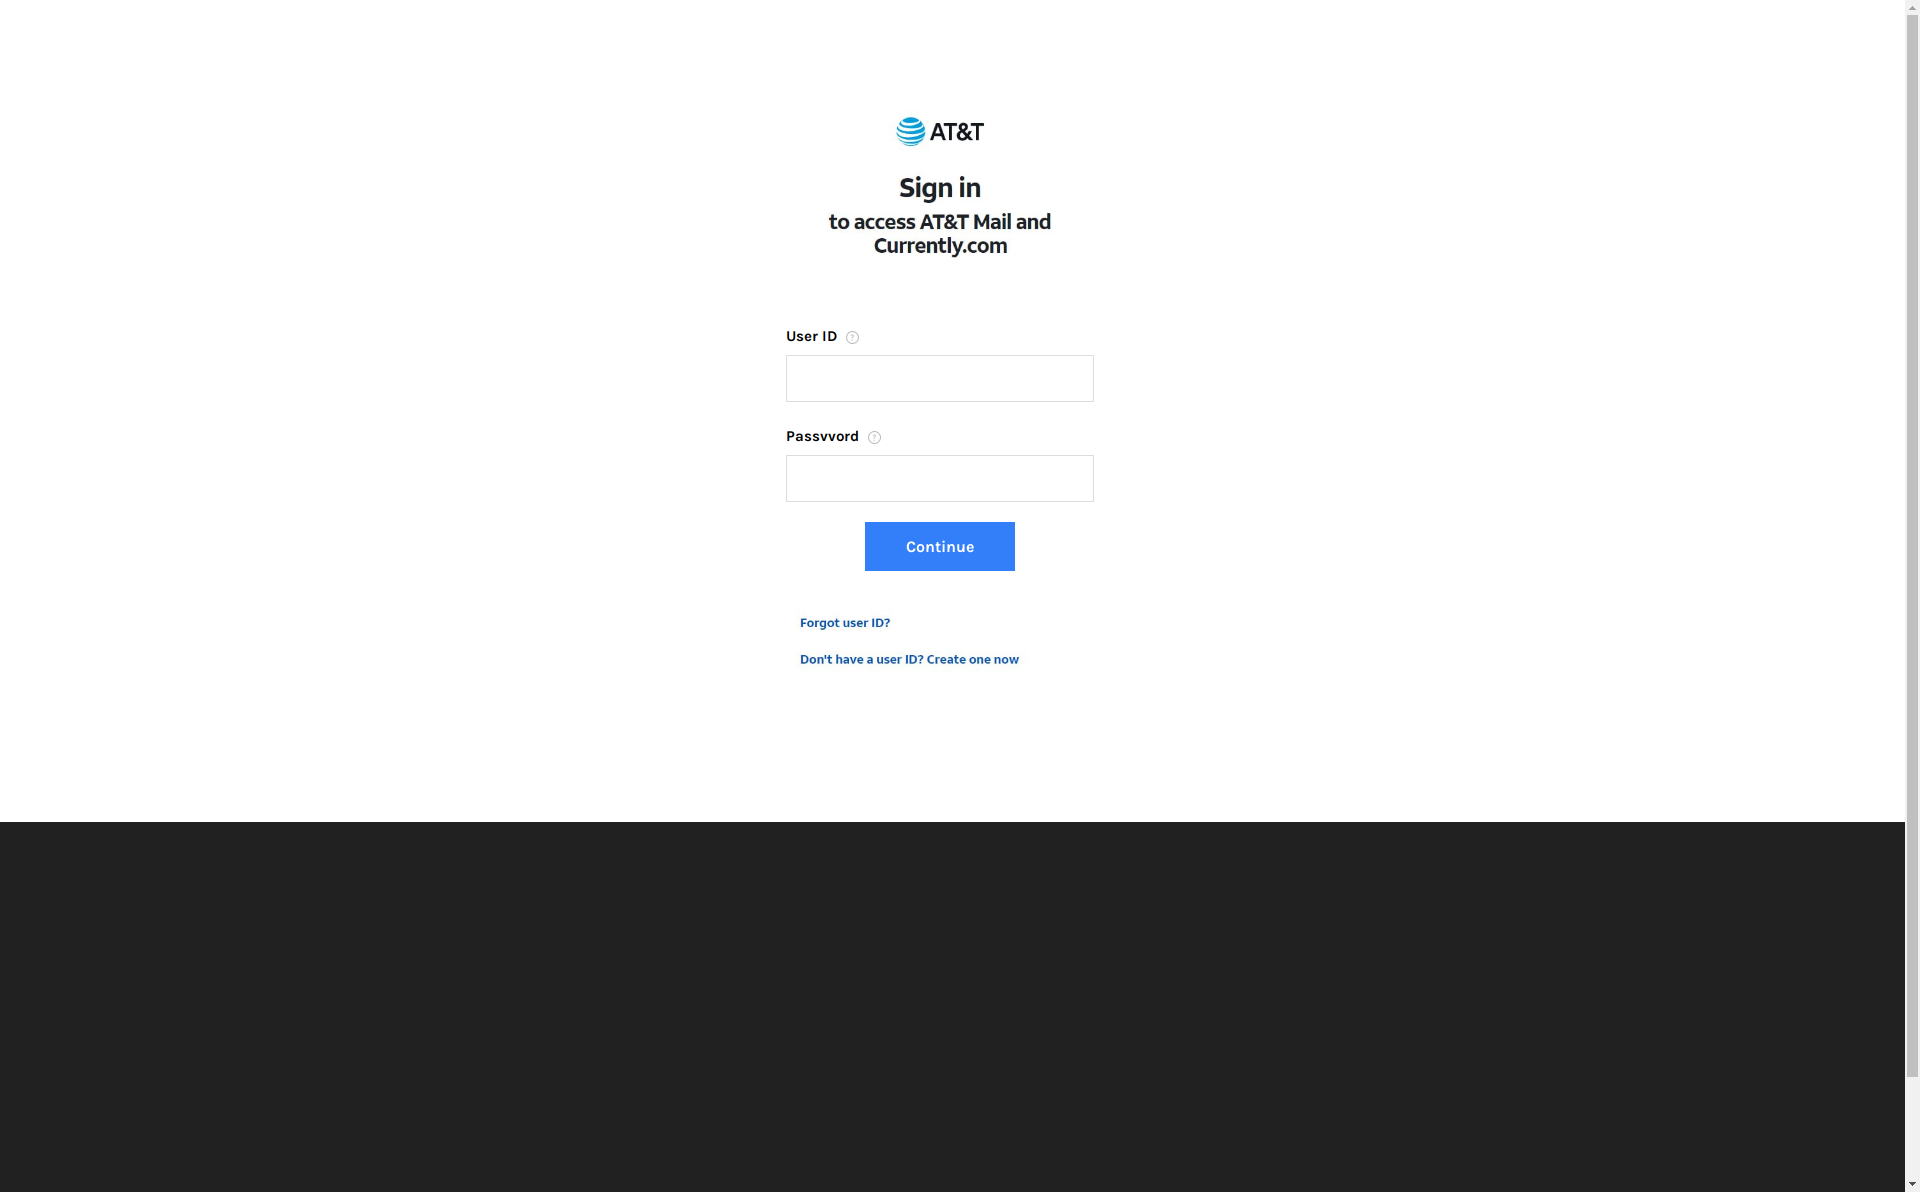 AT&T
Sign in
to access AT&T Mail and
Currently.com
User ID ?
Passvvord ?
Continue
Forgot user ID?
Don't have a user ID? Create one now